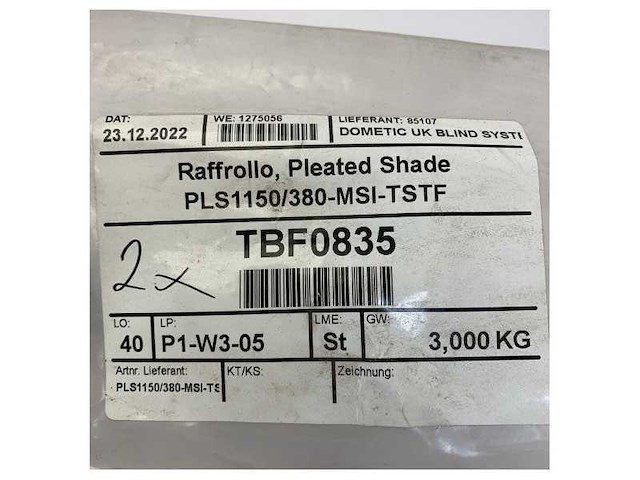 DAT: WE: 1275056 LIEFERANT: 85107
23.12.2022 DOMETIC UK BLIND SYSTE
Raffrollo, Pleated Shade
PLS1150/380-MSI-TSTF
TBF0835
2x
LO: LP: LME: GW:
40 P1-W3-05 St 3,000 KG
Artnr. Lieferant: KT/KS: Zeichnung:
PLS1150/380-MSI-TS